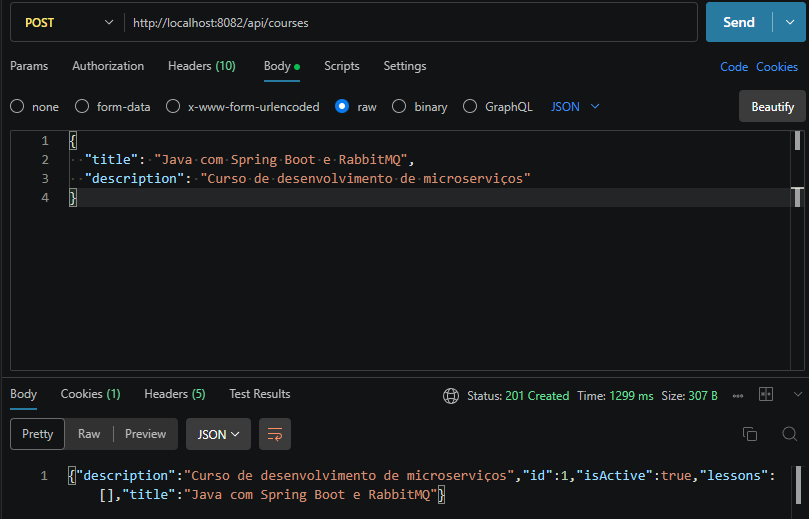 POST http://localhost:8082/api/courses Send
Params Authorization Headers (10) Body Scripts Settings Code Cookies
none form-data x-www-form-urlencoded raw binary GraphQL JSON Beautify
1 {
2 "title": "Java com Spring Boot e RabbitMQ",
3 "description": "Curso de desenvolvimento de microserviços"
4 }
Body Cookies (1) Headers (5) Test Results Status: 201 Created Time: 1299 ms Size: 307 B
Pretty Raw Preview JSON
1 {"description":"Curso de desenvolvimento de microserviços","id":1,"isActive":true,"lessons":
[],"title":"Java com Spring Boot e RabbitMQ"}